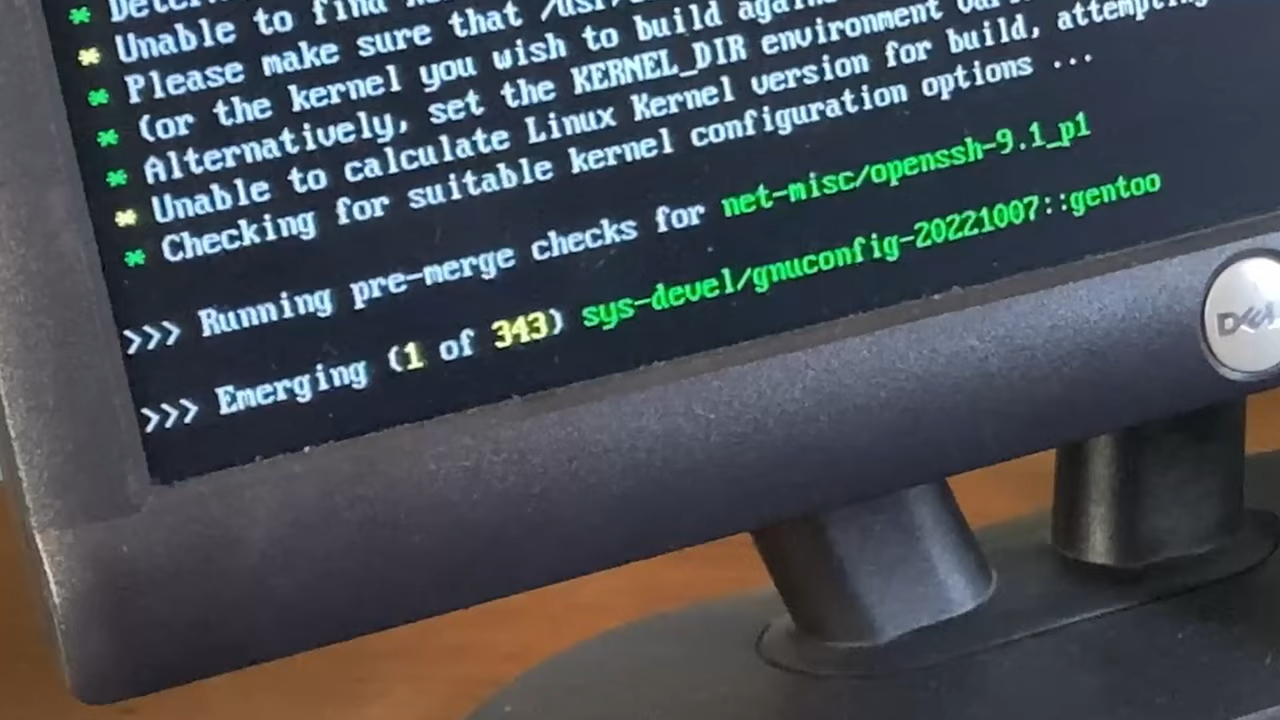 * Unable to find
* Please make sure that
* (or the kernel you wish to build
* Alternatively, set the KERNEL_DIR environment
* Unable to calculate Linux Kernel version for build, attempting
* Checking for suitable kernel configuration options ...
>>> Running pre-merge checks for net-misc/openssh-9.1_p1
>>> Emerging (1 of 343) sys-devel/gnuconfig-20221007::gentoo
DELL